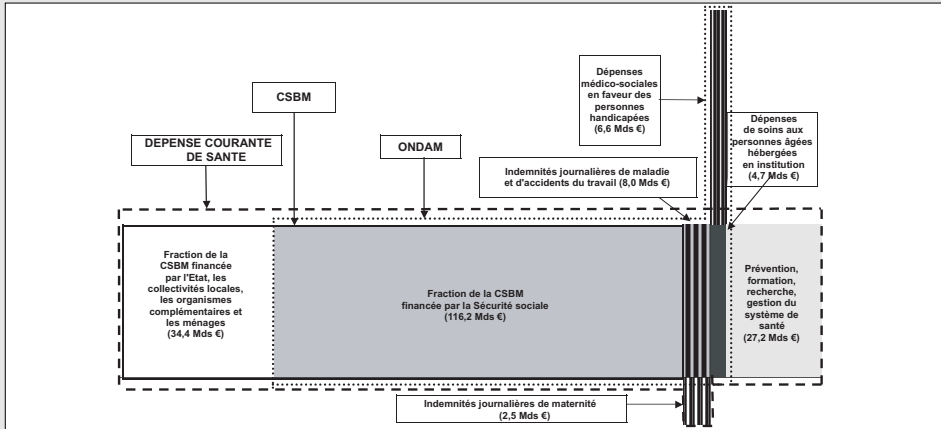 Dépenses
médico-sociales
en faveur des
personnes
handicapées
(6,6 Mds €)
CSBM
Dépenses
de soins aux
personnes âgées
hébergées
en institution
(4,7 Mds €)
DEPENSE COURANTE
DE SANTE
ONDAM
Indemnités journalières de maladie
et d'accidents du travail (8,0 Mds €)
Fraction de la
CSBM financée
par l'Etat, les
collectivités locales,
les organismes
complémentaires et
les ménages
(34,4 Mds €)
Fraction de la CSBM
financée par la Sécurité sociale
(116,2 Mds €)
Prévention,
formation,
recherche,
gestion du
système de
santé
(27,2 Mds €)
Indemnités journalières de maternité
(2,5 Mds €)